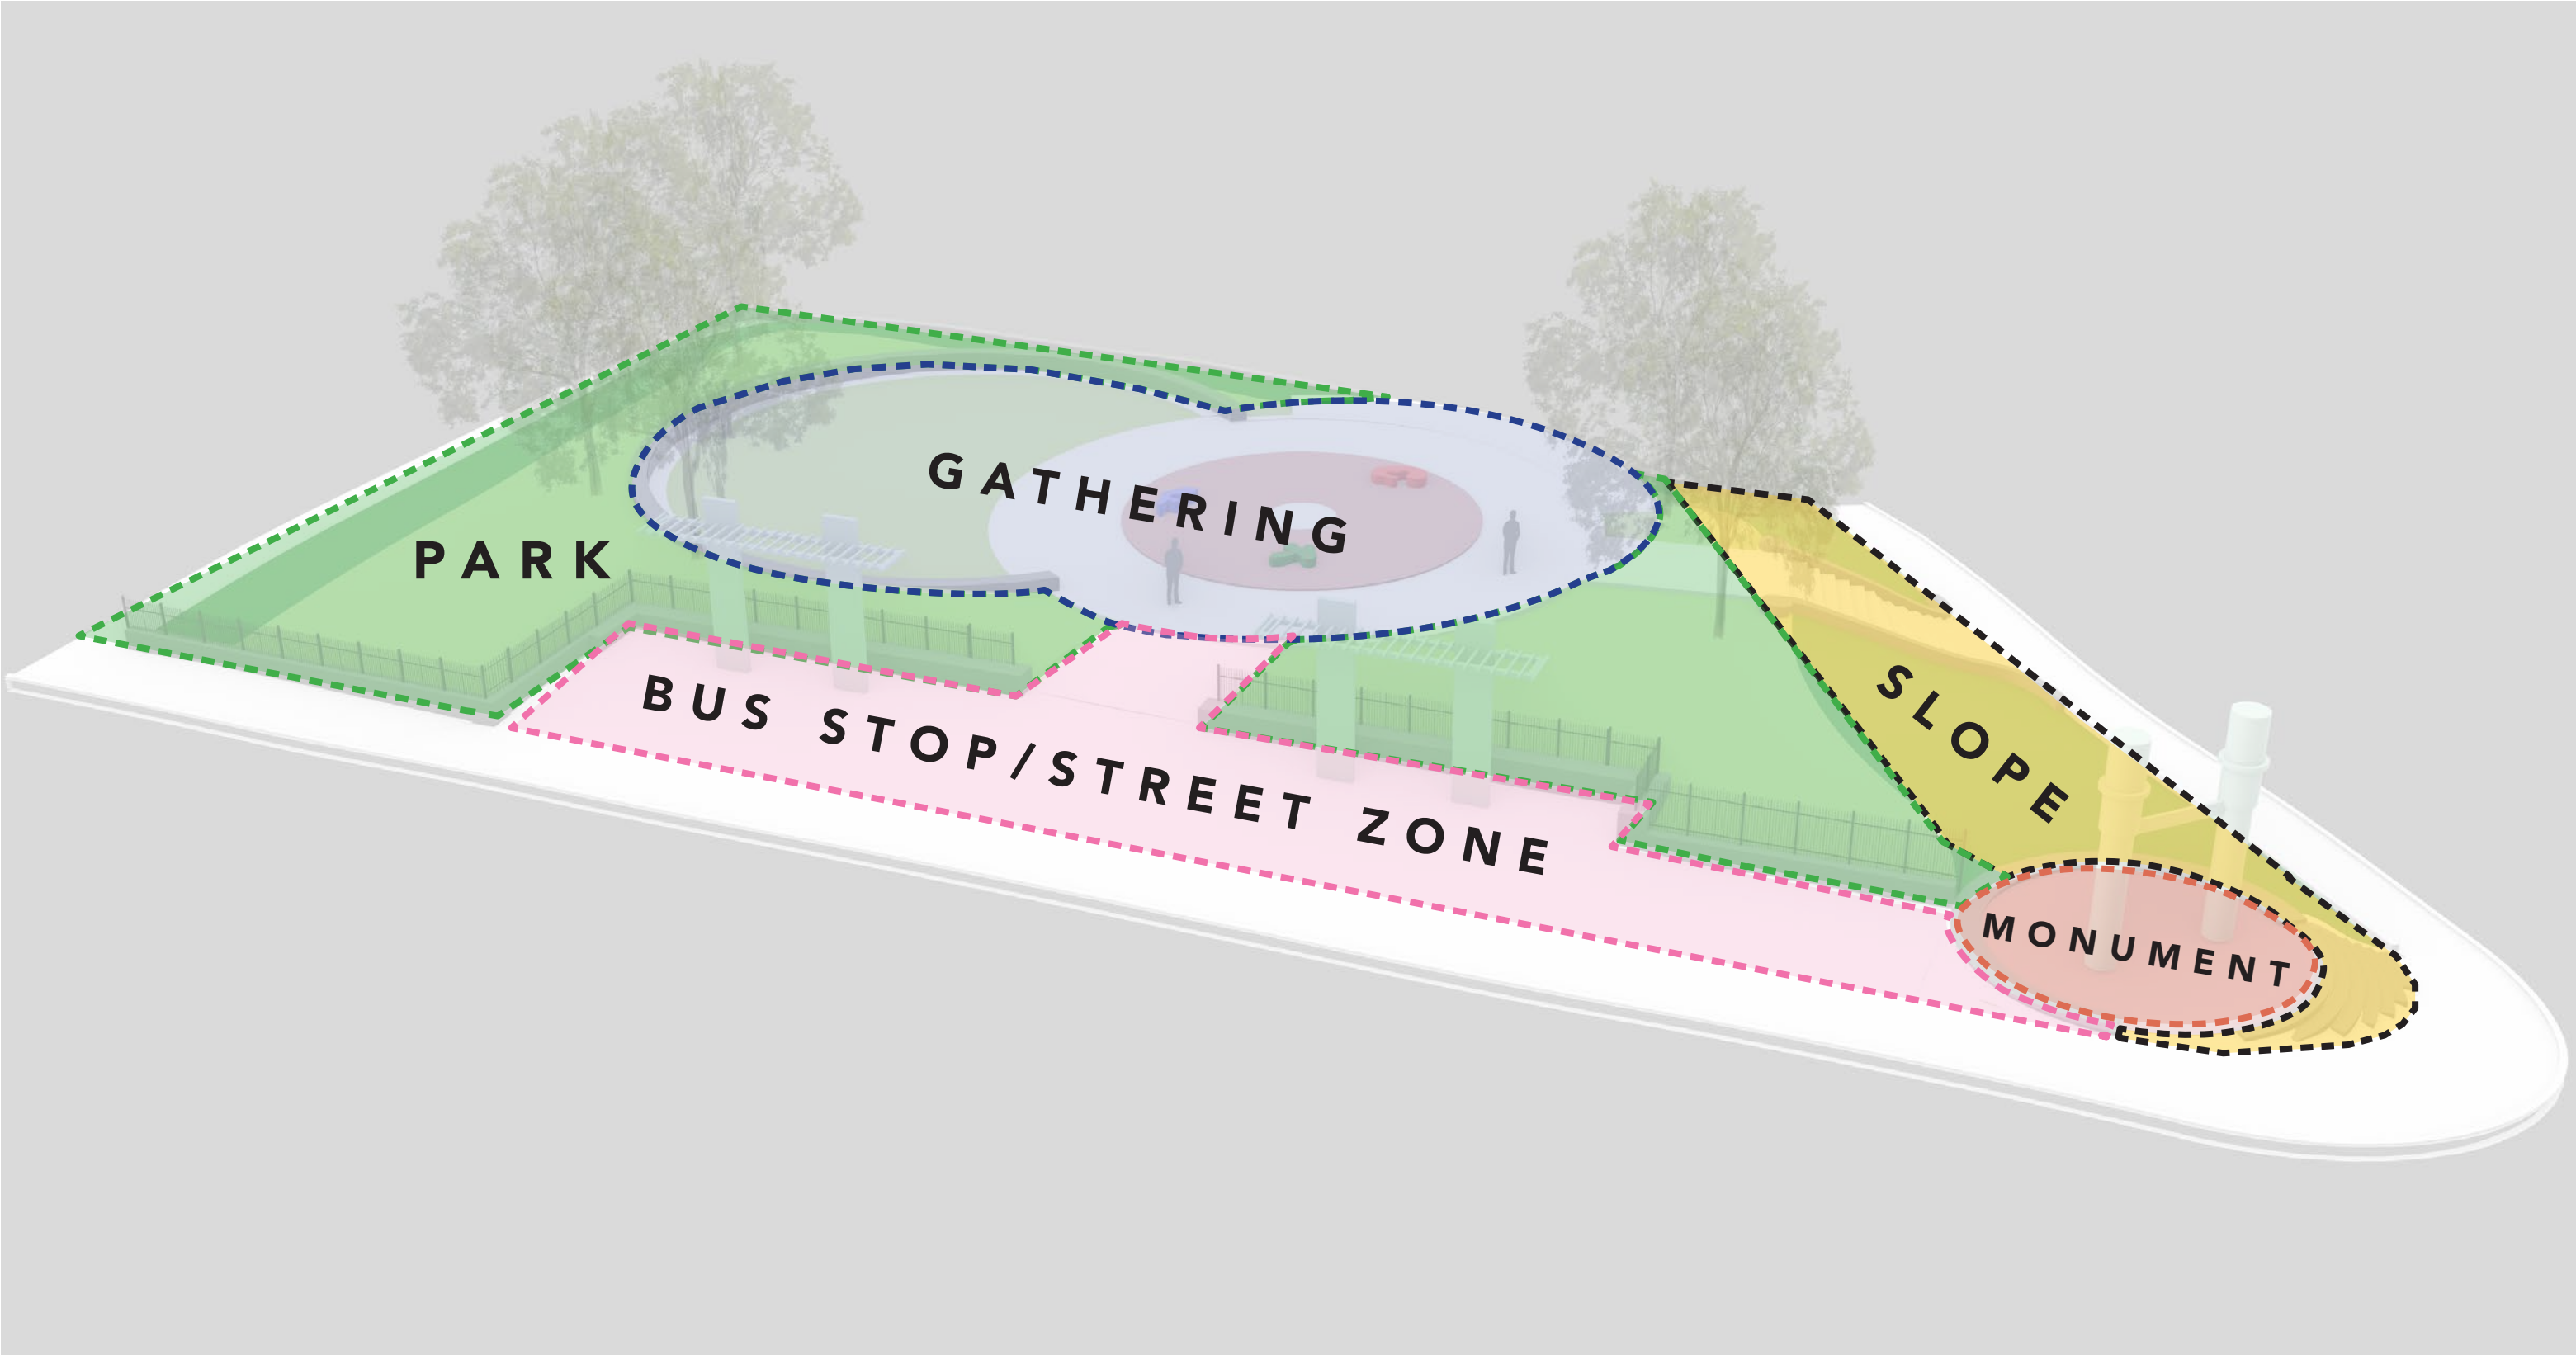 GATHERING
PARK
BUS STOP/STREET ZONE
SLOPE
MONUMENT